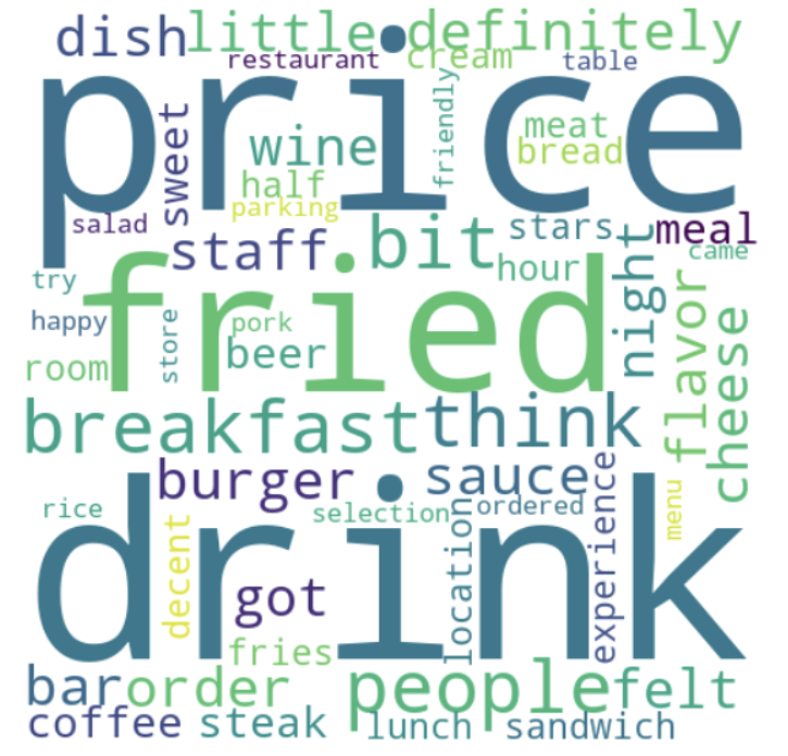 dish little definitely
restaurant cream table
price
sweet wine friendly meat
bread
half
parking
salad staff bit stars meal
came
try fried hour night
happy store pork flavor cheese
room beer
breakfast think
burger sauce
rice selection ordered experience menu
drink
decent got location
fries
bar order people felt
coffee steak lunch sandwich